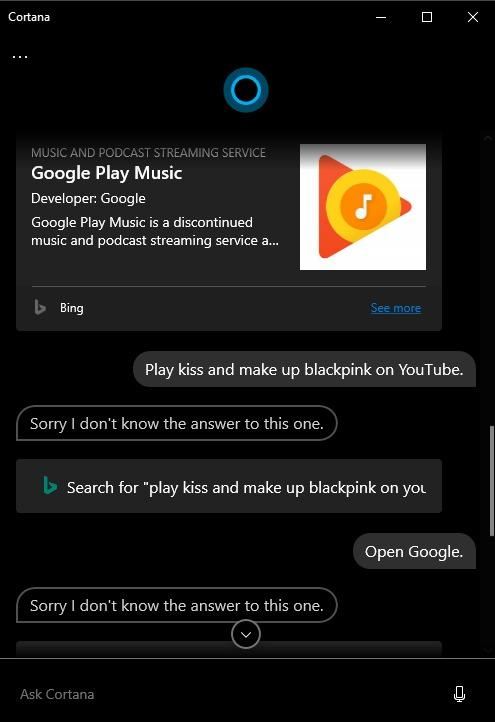 Cortana
...
MUSIC AND PODCAST STREAMING SERVICE
Google Play Music
Developer: Google
Google Play Music is a discontinued
music and podcast streaming service a...
Bing
See more
Play kiss and make up blackpink on YouTube.
Sorry I don't know the answer to this one.
Search for "play kiss and make up blackpink on you
Open Google.
Sorry I don't know the answer to this one.
Ask Cortana